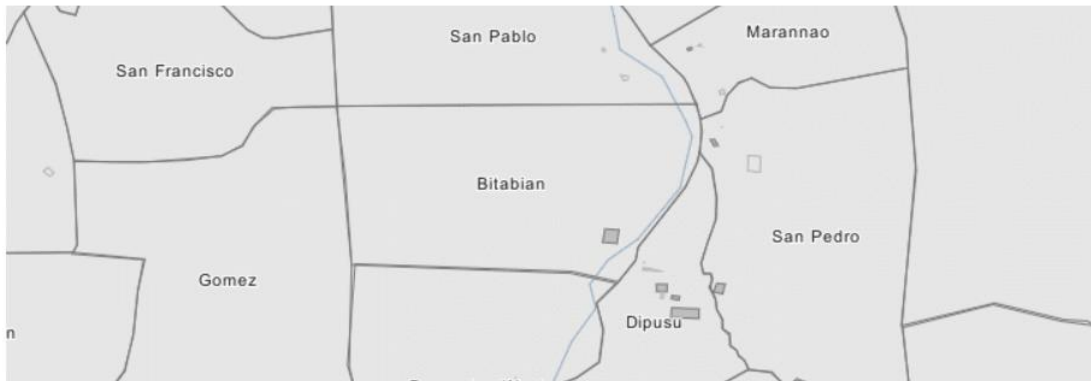 Marannao
San Pablo
San Francisco
Bitabian
San Pedro
Gomez
Dipusu
n